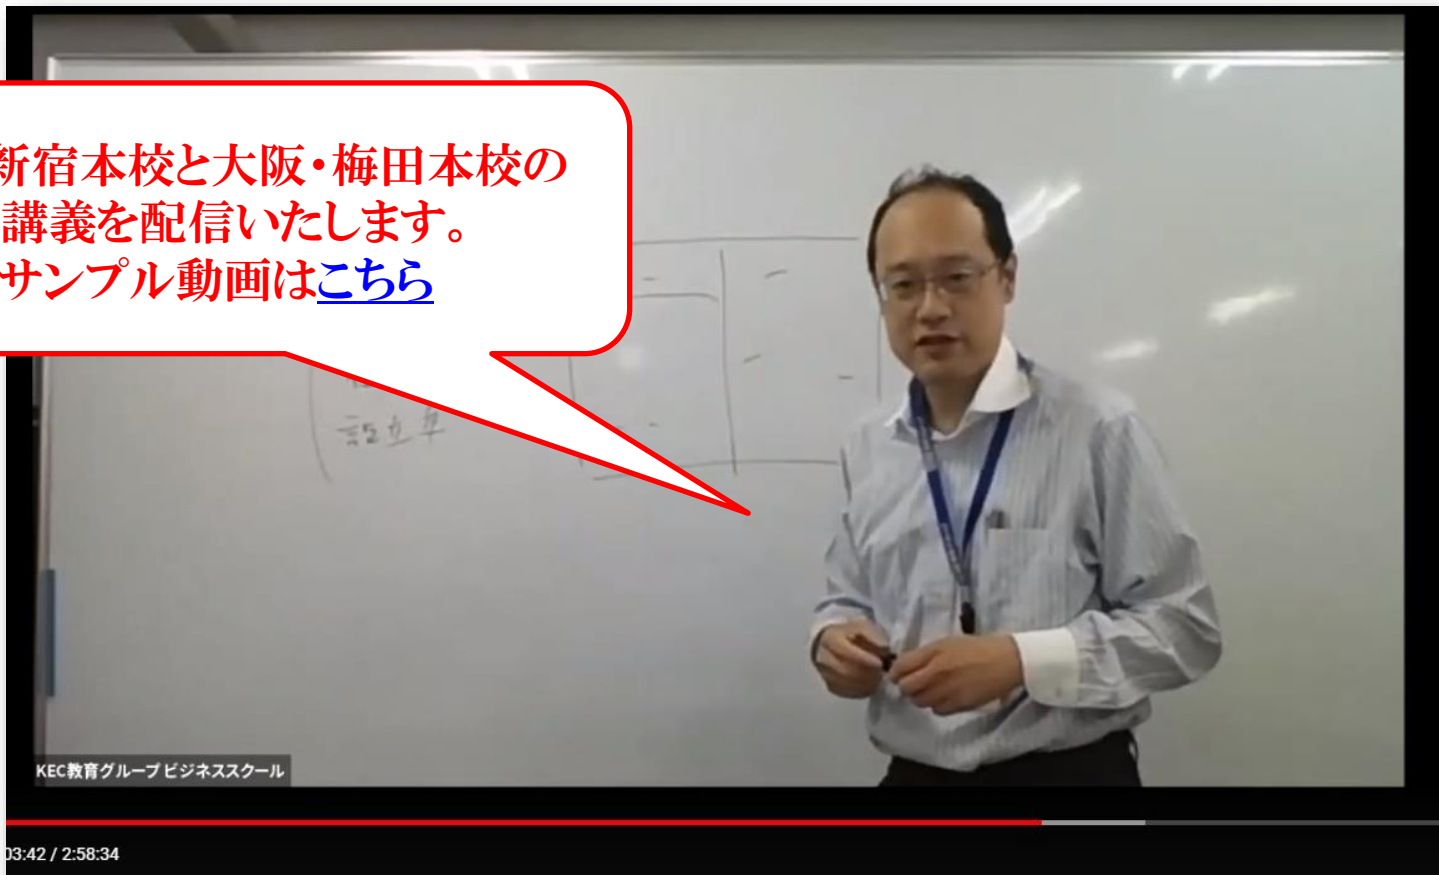 新宿本校と大阪・梅田本校の
講義を配信いたします。
サンプル動画はこちら
KEC教育グループ ビジネススクール
03:42 / 2:58:34